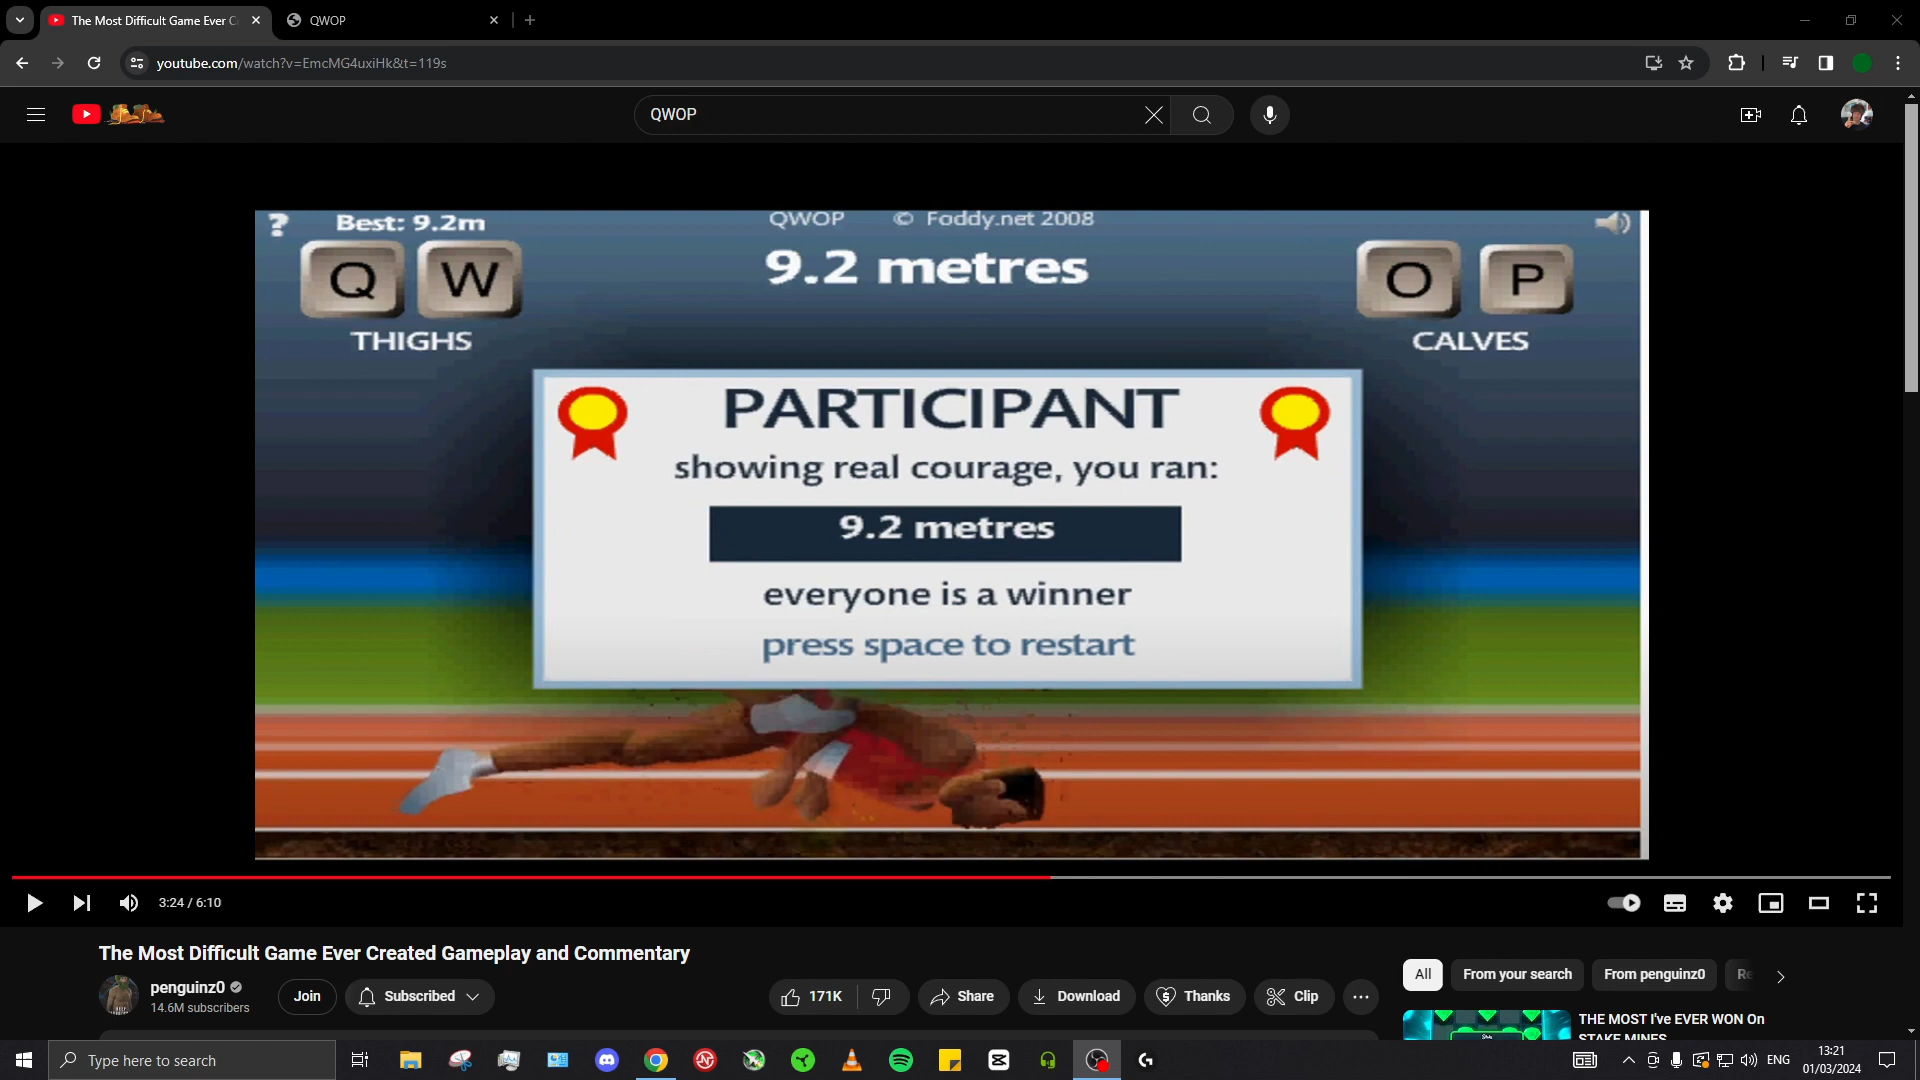 The Most Difficult Game Ever C
QWOP
youtube.com/watch?v=EmcMG4uxiHk&t=119s
QWOP
? Best: 9.2m QWOP © Foddy.net 2008
Q W 9.2 metres O P
THIGHS CALVES
PARTICIPANT
showing real courage, you ran:
9.2 metres
everyone is a winner
press space to restart
3:24 / 6:10
The Most Difficult Game Ever Created Gameplay and Commentary
penguinz0
14.6M subscribers
Join
Subscribed
171K
Share
Download
Thanks
Clip
All
From your search
From penguinz0
Re
THE MOST I've EVER WON On
STAKE MINES
Type here to search
ENG
13:21
01/03/2024